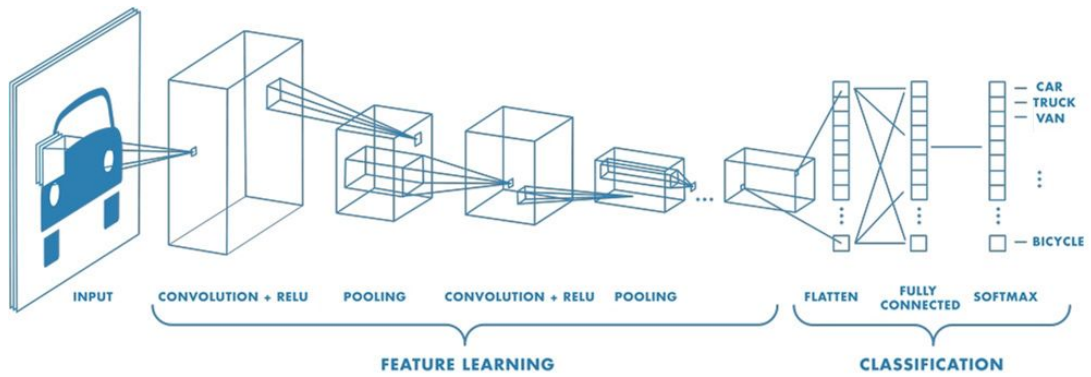 CAR
TRUCK
VAN
BICYCLE
INPUT
CONVOLUTION + RELU
POOLING
CONVOLUTION + RELU
POOLING
FLATTEN
FULLY
CONNECTED
SOFTMAX
FEATURE LEARNING
CLASSIFICATION